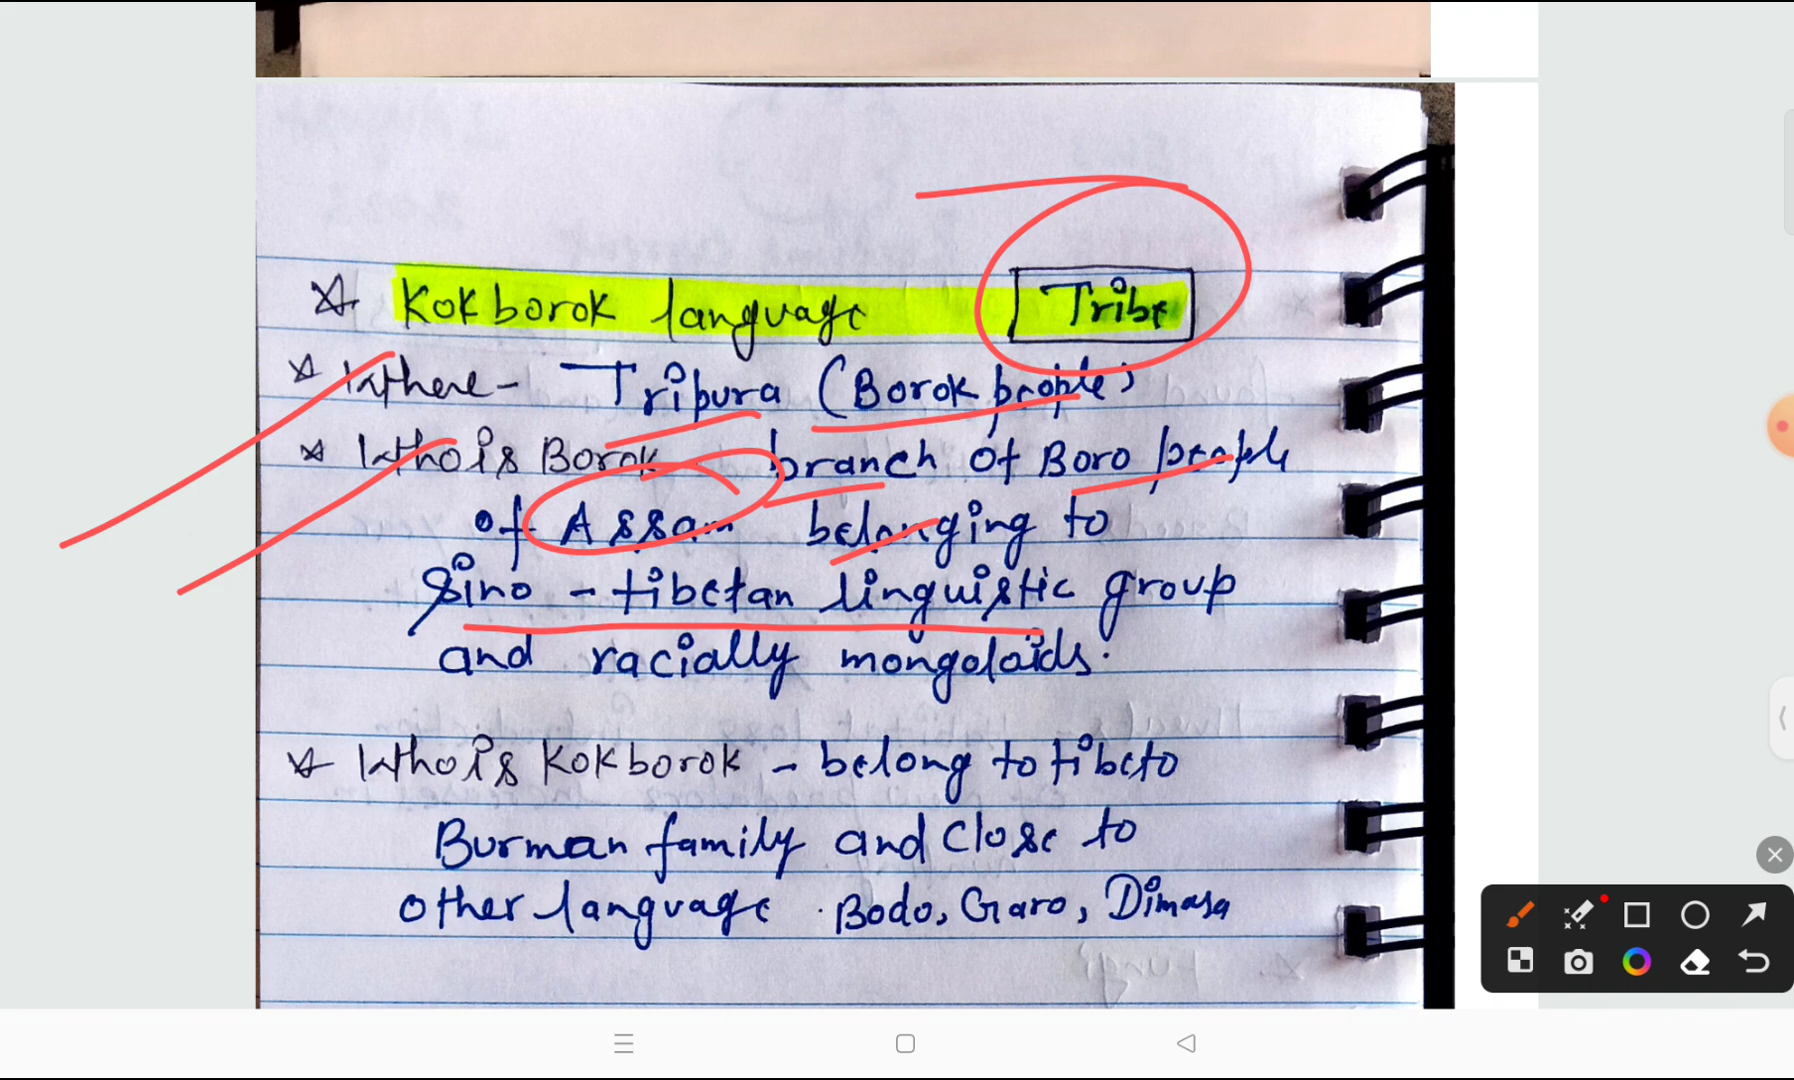 Kokborok language Tribe
Where - Tripura (Borok people)
Who is Borok branch of Boro people
of Assam belonging to
Sino - tibetan linguistic group
and racially mongoloids.
Who is Kokborok - belong to tibeto
Burman family and close to
other language . Bodo, Garo, Dimasa